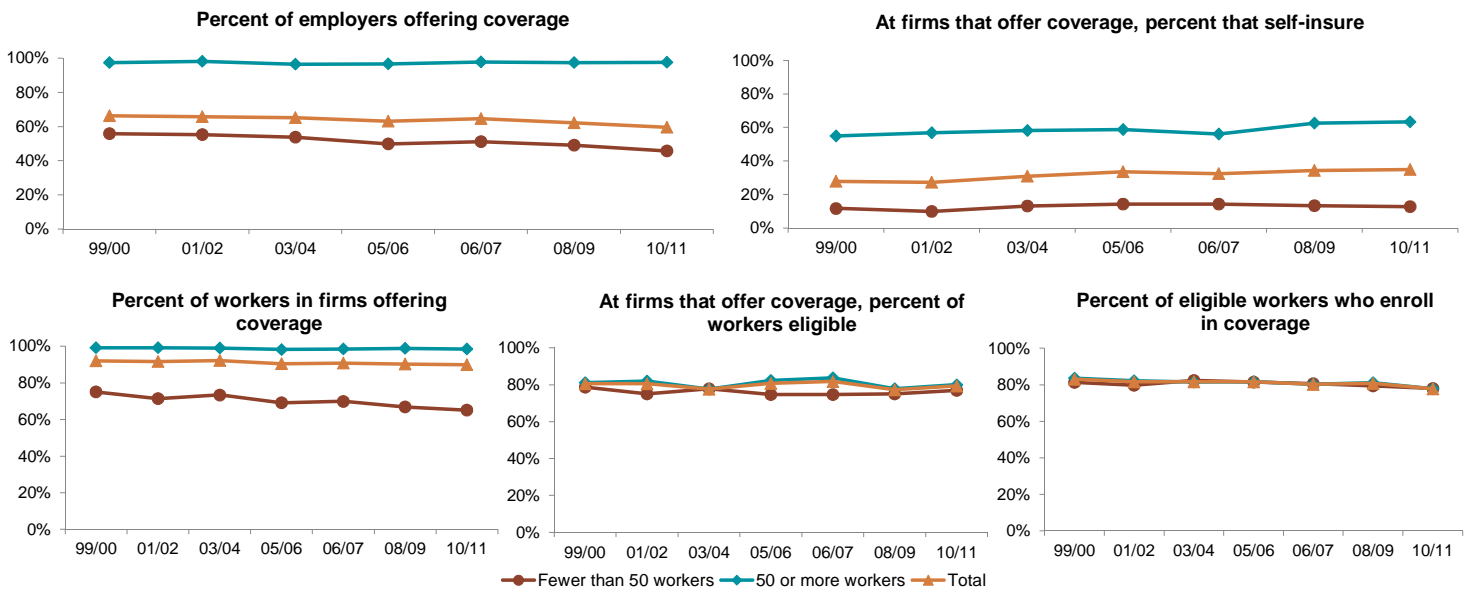 Percent of employers offering coverage
100%
80%
60%
40%
20%
0%
99/00 01/02 03/04 05/06 06/07 08/09 10/11
At firms that offer coverage, percent that self-insure
100%
80%
60%
40%
20%
0%
99/00 01/02 03/04 05/06 06/07 08/09 10/11
Percent of workers in firms offering
coverage
100%
80%
60%
40%
20%
0%
99/00 01/02 03/04 05/06 06/07 08/09 10/11
At firms that offer coverage, percent of
workers eligible
100%
80%
60%
40%
20%
0%
99/00 01/02 03/04 05/06 06/07 08/09 10/11
Percent of eligible workers who enroll
in coverage
100%
80%
60%
40%
20%
0%
99/00 01/02 03/04 05/06 06/07 08/09 10/11
Fewer than 50 workers 50 or more workers Total